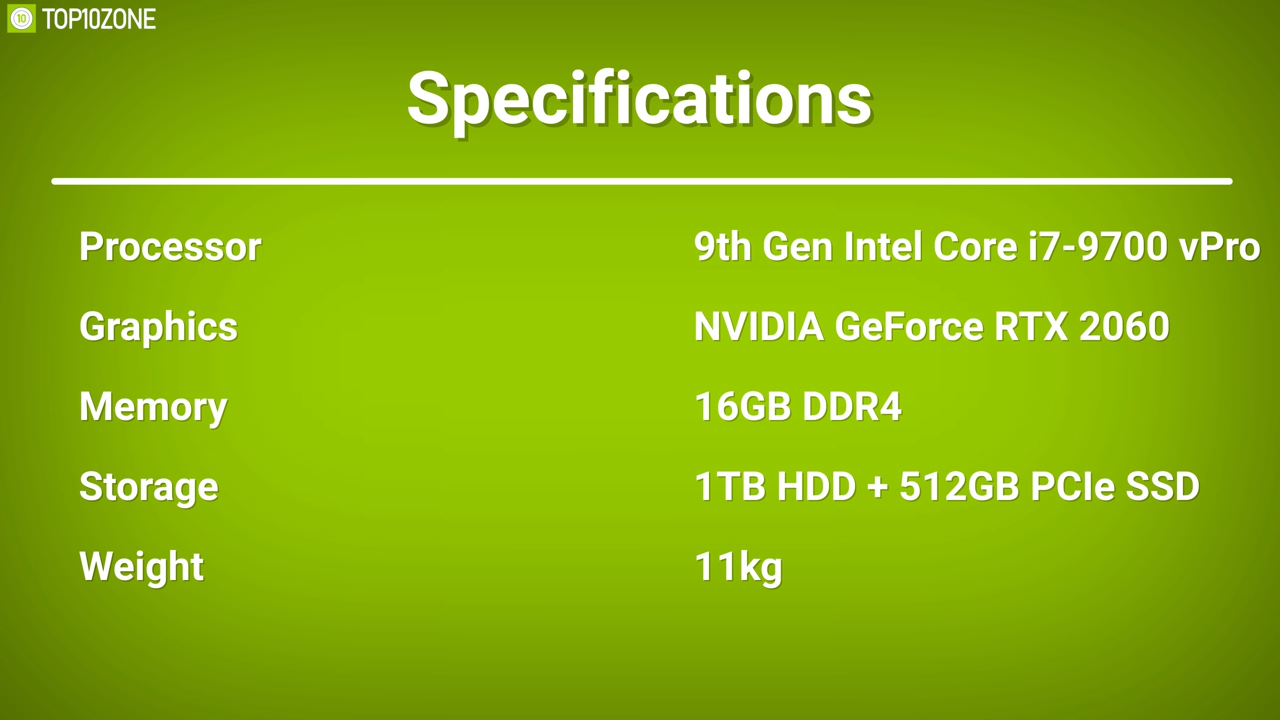 10 TOP10ZONE
Specifications
Processor 9th Gen Intel Core i7-9700 vPro
Graphics NVIDIA GeForce RTX 2060
Memory 16GB DDR4
Storage 1TB HDD + 512GB PCIe SSD
Weight 11kg